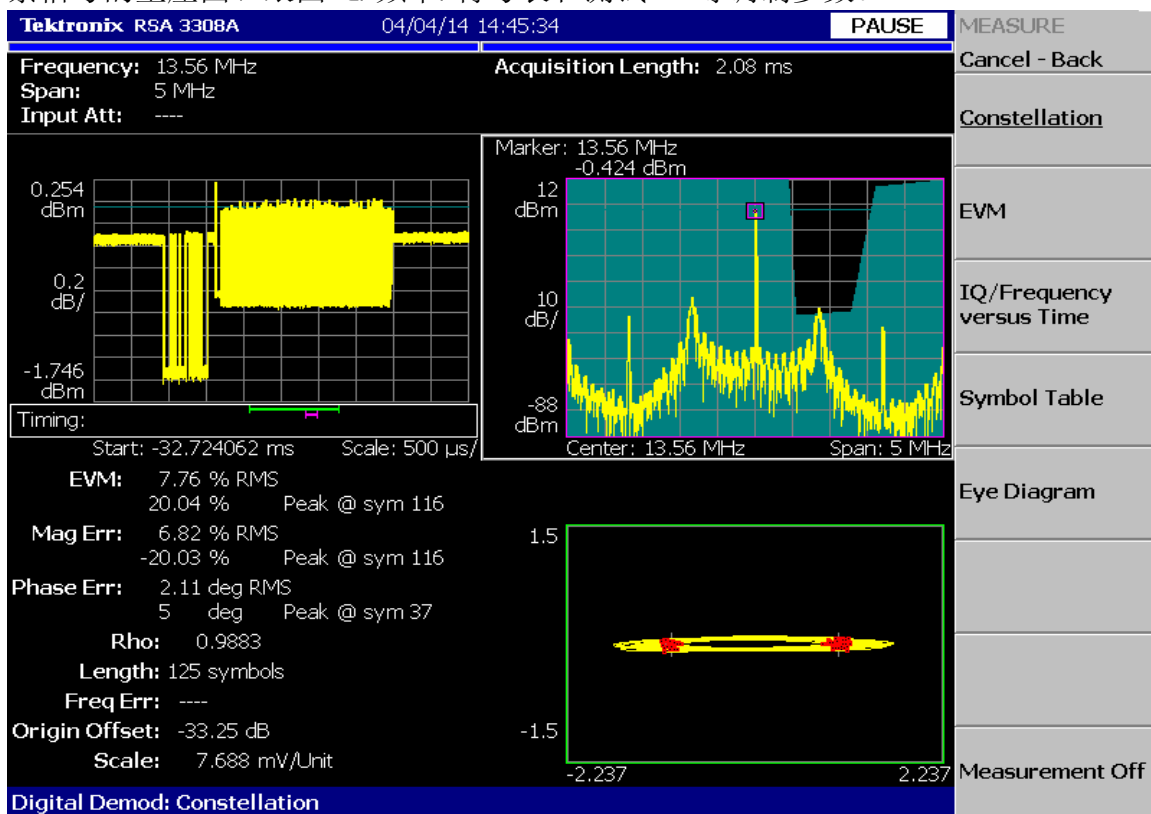 Tektronix RSA 3308A 04/04/14 14:45:34 PAUSE
MEASURE
Cancel - Back
Frequency: 13.56 MHz
Acquisition Length: 2.08 ms
Span: 5 MHz
Input Att: ----
Constellation
EVM
IQ/Frequency
versus Time
Symbol Table
Eye Diagram
Measurement Off
0.254
dBm
0.2
dB/
-1.746
dBm
Timing:
Start: -32.724062 ms Scale: 500 µs/
Marker: 13.56 MHz
-0.424 dBm
12
dBm
10
dB/
-88
dBm
Center: 13.56 MHz Span: 5 MHz
EVM: 7.76 % RMS
20.04 % Peak @ sym 116
Mag Err: 6.82 % RMS
-20.03 % Peak @ sym 116
Phase Err: 2.11 deg RMS
5 deg Peak @ sym 37
Rho: 0.9883
Length: 125 symbols
Freq Err: ----
Origin Offset: -33.25 dB
Scale: 7.688 mV/Unit
1.5
-1.5
-2.237 2.237
Digital Demod: Constellation